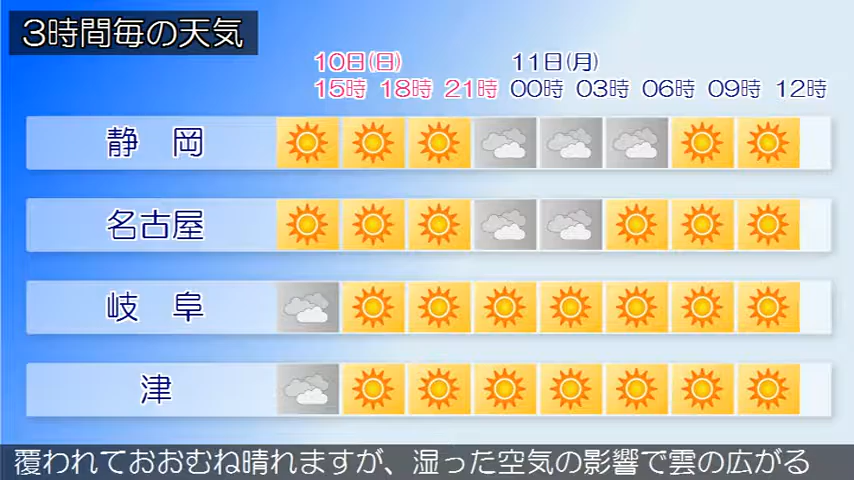 3時間毎の天気
10日(日) 11日(月)
15時 18時 21時 00時 03時 06時 09時 12時
静 岡
名古屋
岐 阜
津
覆われておおむね晴れますが、湿った空気の影響で雲の広がる